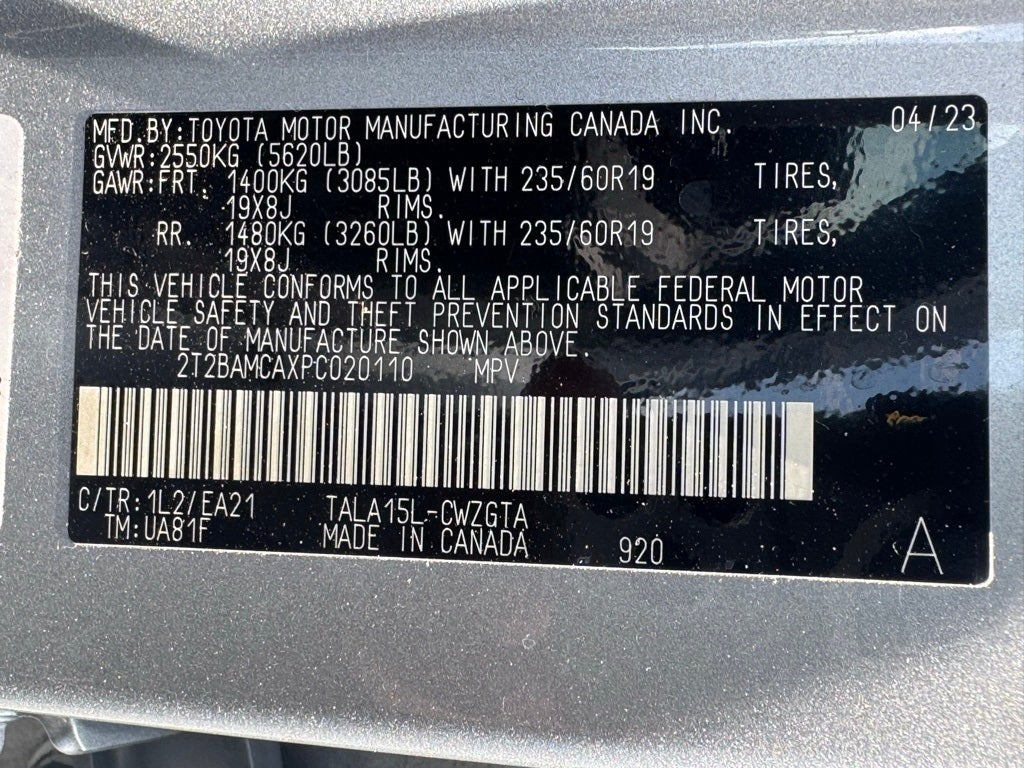 MFD.BY:TOYOTA MOTOR MANUFACTURING CANADA INC. 04/23
GVWR:2550KG (5620LB)
GAWR:FRT. 1400KG (3085LB) WITH 235/60R19 TIRES,
19X8J RIMS.
RR. 1480KG (3260LB) WITH 235/60R19 TIRES,
19X8J RIMS.
THIS VEHICLE CONFORMS TO ALL APPLICABLE FEDERAL MOTOR
VEHICLE SAFETY AND THEFT PREVENTION STANDARDS IN EFFECT ON
THE DATE OF MANUFACTURE SHOWN ABOVE.
2T2BAMCAXPC020110 MPV
C/TR:1L2/EA21 TALA15L-CWZGTA
TM:UA81F MADE IN CANADA 920 A